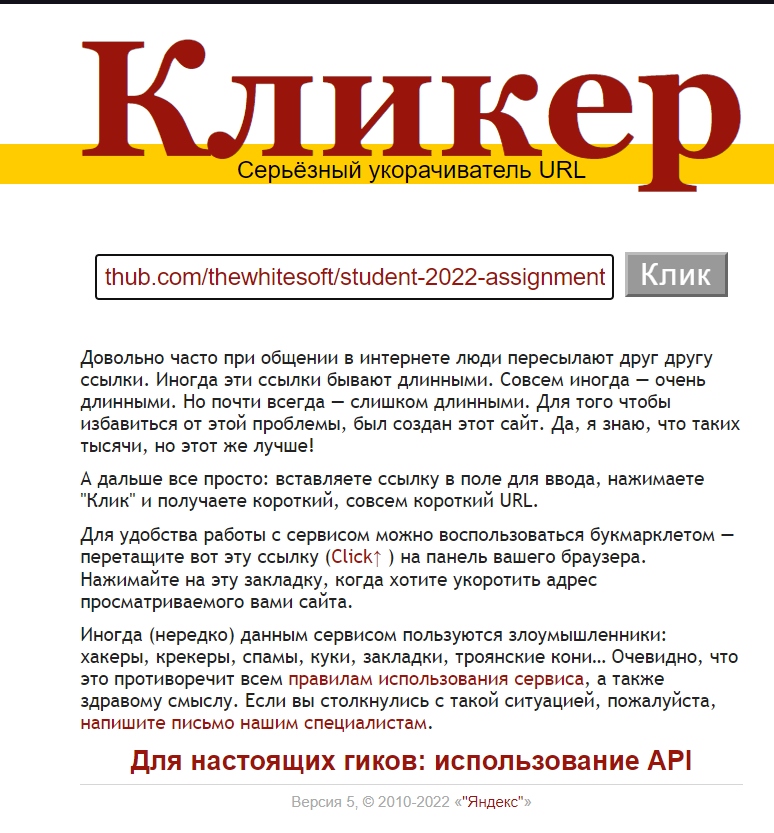 Кликер
Серьёзный укорачиватель URL
thub.com/thewhitesoft/student-2022-assignment
Клик
Довольно часто при общении в интернете люди пересылают друг другу
ссылки. Иногда эти ссылки бывают длинными. Совсем иногда — очень
длинными. Но почти всегда — слишком длинными. Для того чтобы
избавиться от этой проблемы, был создан этот сайт. Да, я знаю, что таких
тысячи, но этот же лучше!
А дальше все просто: вставляете ссылку в поле для ввода, нажимаете
"Клик" и получаете короткий, совсем короткий URL.
Для удобства работы с сервисом можно воспользоваться букмарклетом —
перетащите вот эту ссылку (Click↑ ) на панель вашего браузера.
Нажимайте на эту закладку, когда хотите укоротить адрес
просматриваемого вами сайта.
Иногда (нередко) данным сервисом пользуются злоумышленники:
хакеры, крекеры, спамы, куки, закладки, троянские кони… Очевидно, что
это противоречит всем правилам использования сервиса, а также
здравому смыслу. Если вы столкнулись с такой ситуацией, пожалуйста,
напишите письмо нашим специалистам.
Для настоящих гиков: использование API
Версия 5, © 2010-2022 «"Яндекс"»